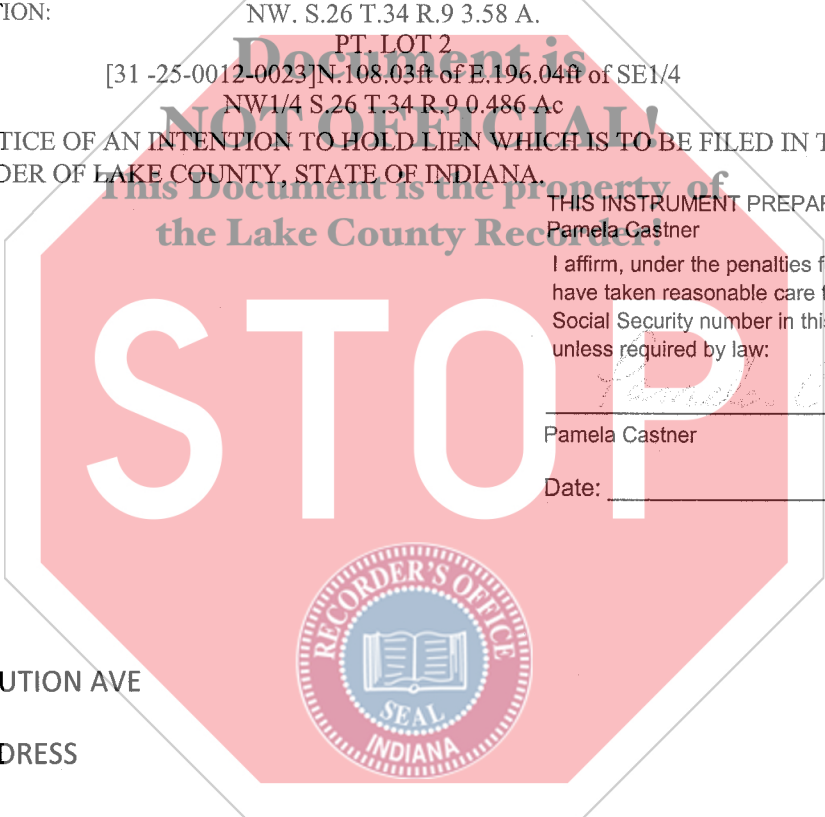 TION:
NW. S.26 T.34 R.9 3.58 A.
PT. LOT 2
[31 -25-0012-0023]N.108.03ft of E.196.04ft of SE1/4
NW1/4 S.26 T.34 R.9 0.486 Ac
TICE OF AN INTENTION TO HOLD LIEN WHICH IS TO BE FILED IN T
DER OF LAKE COUNTY, STATE OF INDIANA.
Document is
NOT OFFICIAL!
This Document is the property of
the Lake County Recorder!
THIS INSTRUMENT PREPAR
Pamela Castner
I affirm, under the penalties f
have taken reasonable care t
Social Security number in this
unless required by law:
Pamela C
Pamela Castner
Date:
STOP
RECORDER'S OFFICE
SEAL
INDIANA
UTION AVE
DRESS